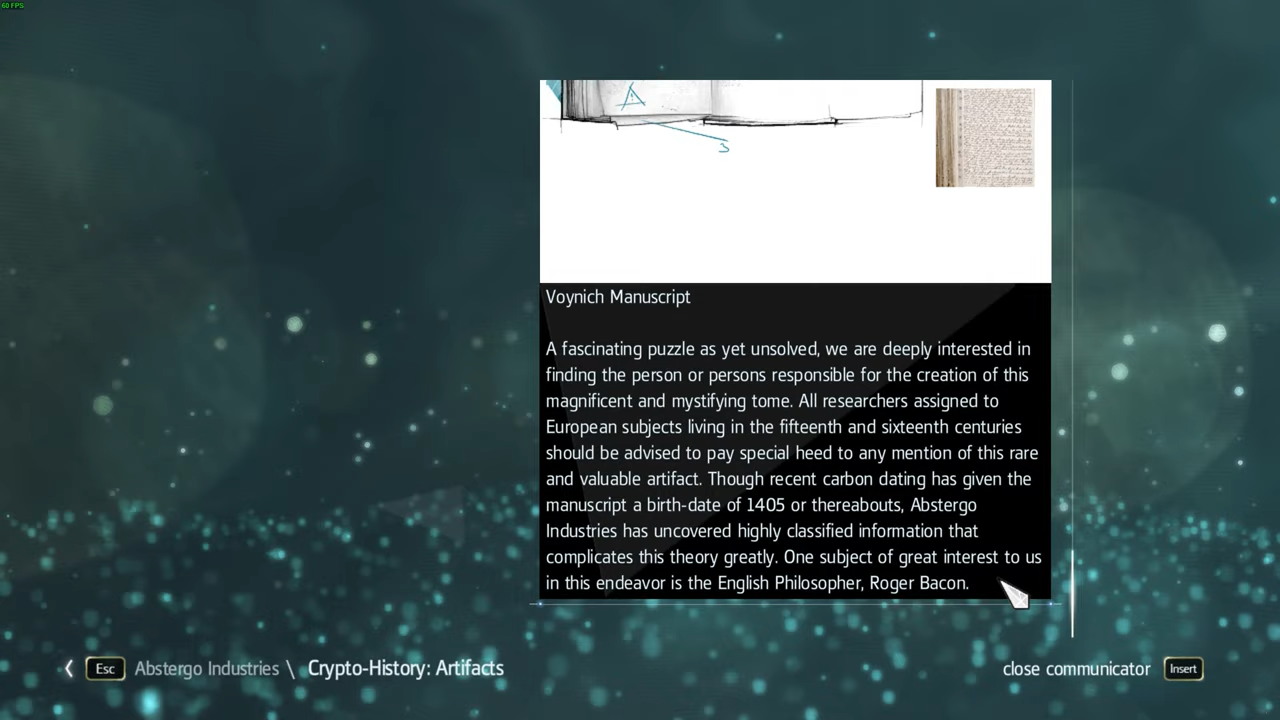 60 FPS
3
Voynich Manuscript
A fascinating puzzle as yet unsolved, we are deeply interested in
finding the person or persons responsible for the creation of this
magnificent and mystifying tome. All researchers assigned to
European subjects living in the fifteenth and sixteenth centuries
should be advised to pay special heed to any mention of this rare
and valuable artifact. Though recent carbon dating has given the
manuscript a birth-date of 1405 or thereabouts, Abstergo
Industries has uncovered highly classified information that
complicates this theory greatly. One subject of great interest to us
in this endeavor is the English Philosopher, Roger Bacon.
Esc Abstergo Industries \ Crypto-History: Artifacts
close communicator Insert